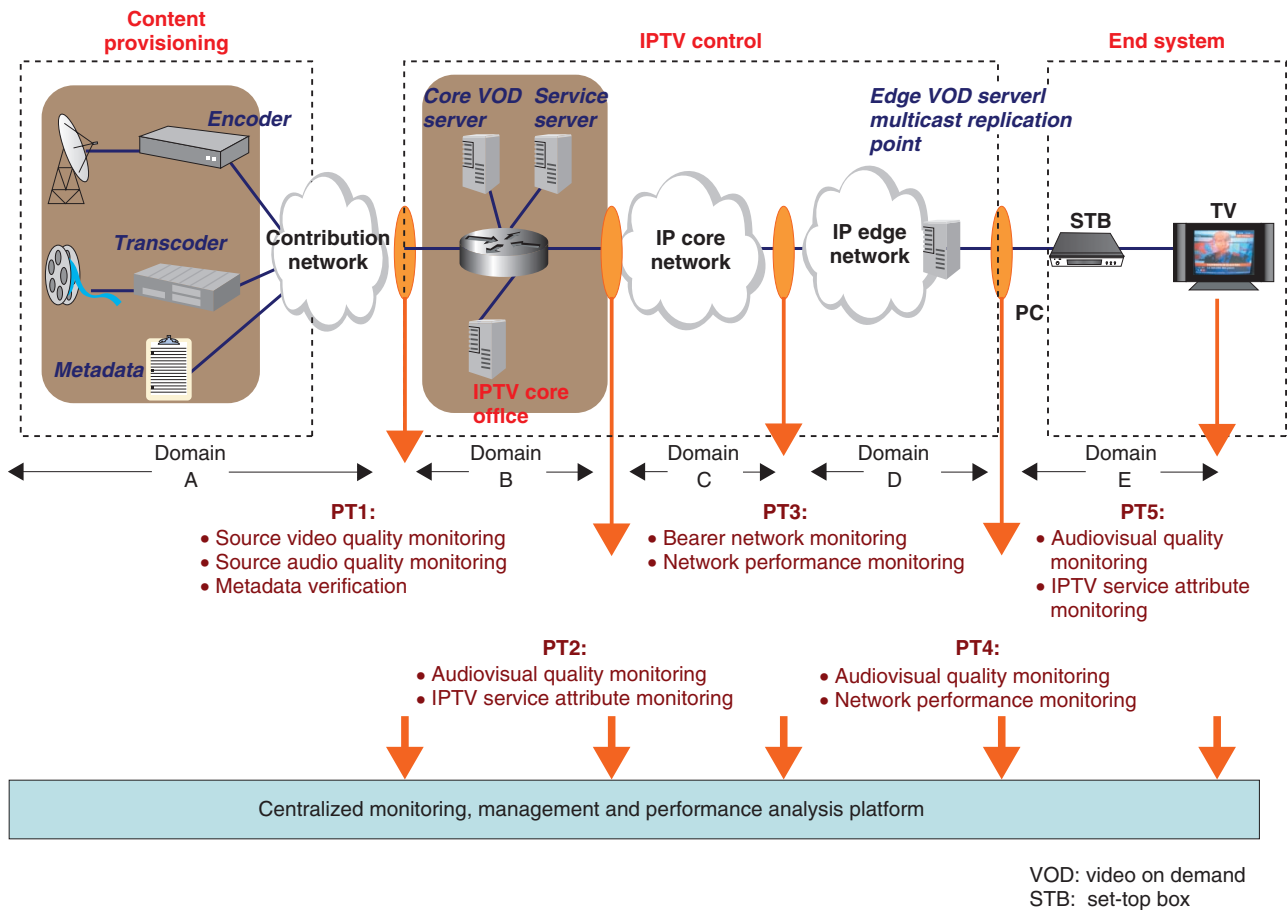 Content
provisioning
IPTV control
End system
Encoder
Transcoder
Metadata
Contribution
network
Core VOD
server
Service
server
IPTV core
office
IP core
network
IP edge
network
Edge VOD serverl
multicast replication
point
PC
STB
TV
Domain
A
Domain
B
Domain
C
Domain
D
Domain
E
PT1:
• Source video quality monitoring
• Source audio quality monitoring
• Metadata verification
PT3:
• Bearer network monitoring
• Network performance monitoring
PT5:
• Audiovisual quality
monitoring
• IPTV service attribute
monitoring
PT2:
• Audiovisual quality monitoring
• IPTV service attribute monitoring
PT4:
• Audiovisual quality monitoring
• Network performance monitoring
Centralized monitoring, management and performance analysis platform
VOD: video on demand
STB: set-top box